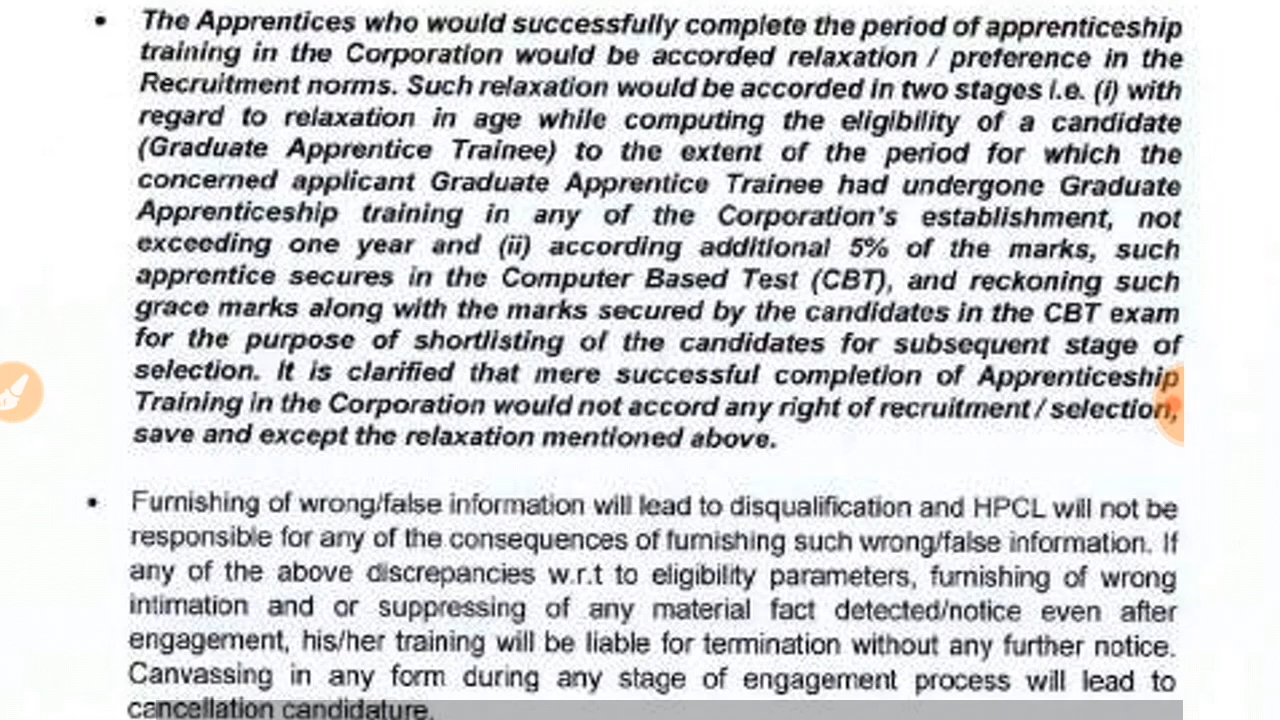 • The Apprentices who would successfully complete the period of apprenticeship
training in the Corporation would be accorded relaxation / preference in the
Recruitment norms. Such relaxation would be accorded in two stages i.e. (i) with
regard to relaxation in age while computing the eligibility of a candidate
(Graduate Apprentice Trainee) to the extent of the period for which the
concerned applicant Graduate Apprentice Trainee had undergone Graduate
Apprenticeship training in any of the Corporation's establishment, not
exceeding one year and (ii) according additional 5% of the marks, such
apprentice secures in the Computer Based Test (CBT), and reckoning such
grace marks along with the marks secured by the candidates in the CBT exam
for the purpose of shortlisting of the candidates for subsequent stage of
selection. It is clarified that mere successful completion of Apprenticeship
Training in the Corporation would not accord any right of recruitment / selection,
save and except the relaxation mentioned above.
• Furnishing of wrong/false information will lead to disqualification and HPCL will not be
responsible for any of the consequences of furnishing such wrong/false information. If
any of the above discrepancies w.r.t to eligibility parameters, furnishing of wrong
intimation and or suppressing of any material fact detected/notice even after
engagement, his/her training will be liable for termination without any further notice.
Canvassing in any form during any stage of engagement process will lead to
cancellation candidature.